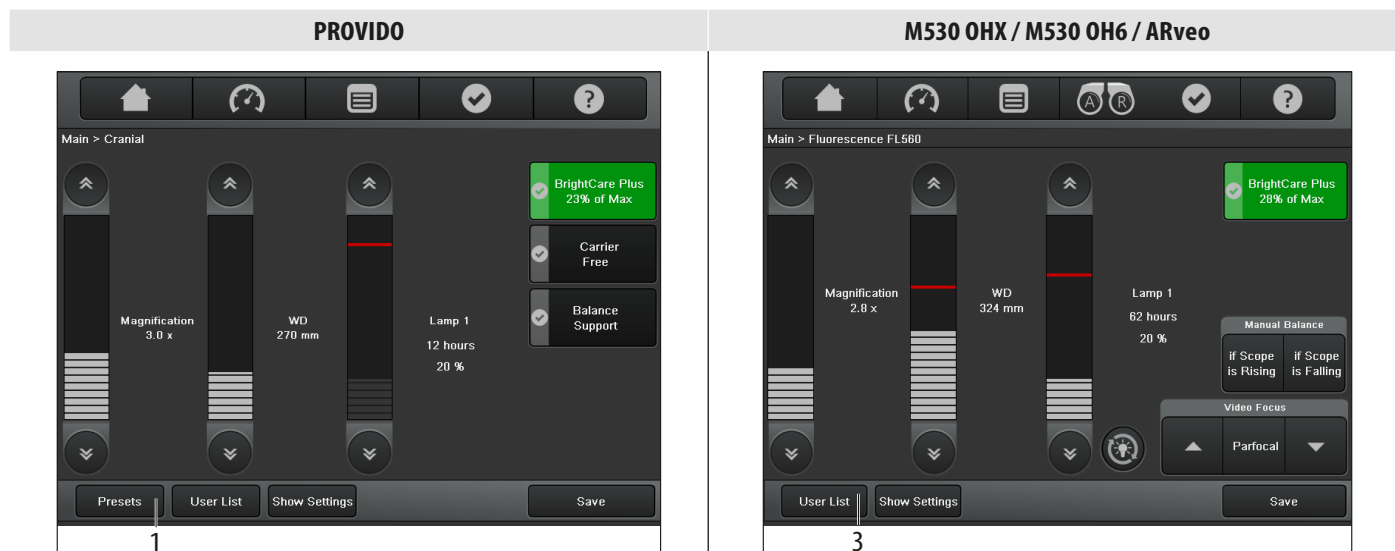 PROVIDO
M530 OHX / M530 OH6 / ARveo
?
Main > Cranial
BrightCare Plus
23% of Max
Carrier
Free
Balance
Support
Magnification
3.0 x
WD
270 mm
Lamp 1
12 hours
20 %
Presets
User List
Show Settings
Save
1
A
R
?
Main > Fluorescence FL560
BrightCare Plus
28% of Max
Magnification
2.8 x
WD
324 mm
Lamp 1
62 hours
20 %
Manual Balance
if Scope
is Rising
if Scope
is Falling
Video Focus
Parfocal
User List
Show Settings
Save
3